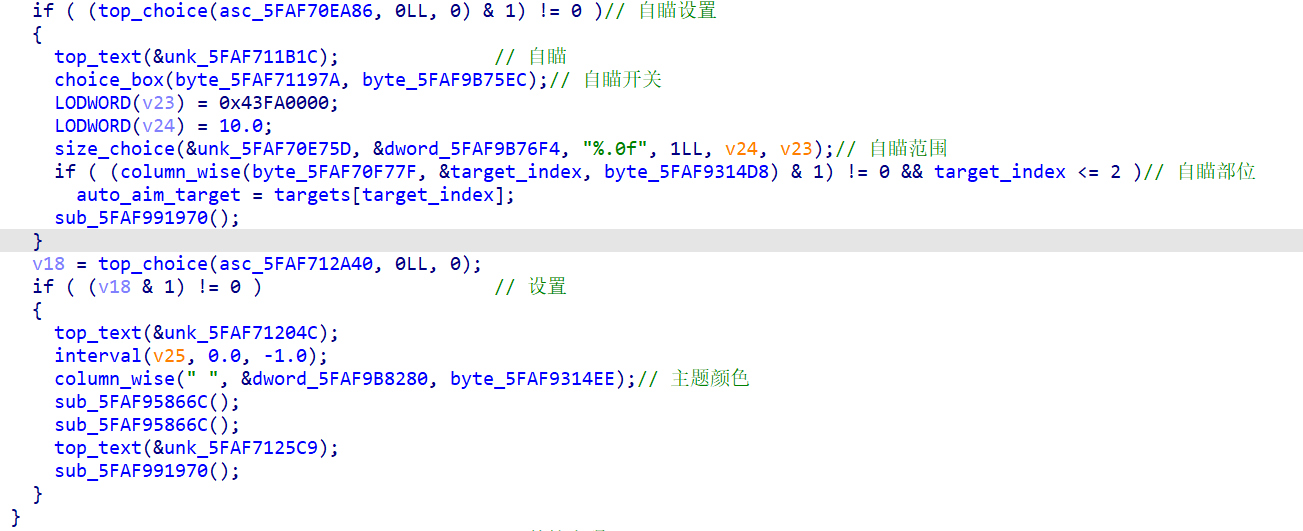 if ( (top_choice(asc_5FAF70EA86, 0LL, 0) & 1) != 0 )// 自瞄设置
{
top_text(&unk_5FAF711B1C); // 自瞄
choice_box(byte_5FAF71197A, byte_5FAF9B75EC);// 自瞄开关
LODWORD(v23) = 0x43FA0000;
LODWORD(v24) = 10.0;
size_choice(&unk_5FAF70E75D, &dword_5FAF9B76F4, "%.0f", 1LL, v24, v23);// 自瞄范围
if ( (column_wise(byte_5FAF70F77F, &target_index, byte_5FAF9314D8) & 1) != 0 && target_index <= 2 )// 自瞄部位
auto_aim_target = targets[target_index];
sub_5FAF991970();
}
v18 = top_choice(asc_5FAF712A40, 0LL, 0);
if ( (v18 & 1) != 0 ) // 设置
{
top_text(&unk_5FAF71204C);
interval(v25, 0.0, -1.0);
column_wise(" ", &dword_5FAF9B8280, byte_5FAF9314EE);// 主题颜色
sub_5FAF95866C();
sub_5FAF95866C();
top_text(&unk_5FAF7125C9);
sub_5FAF991970();
}
}